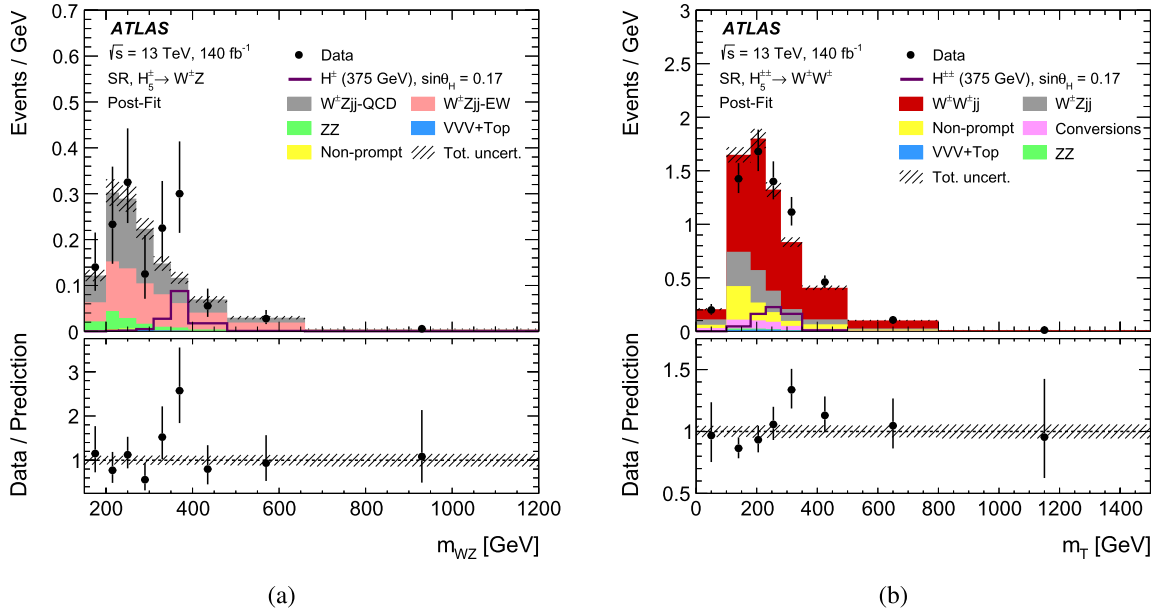 ATLAS
√s = 13 TeV, 140 fb⁻¹
SR, H₅± → W±Z
Post-Fit
Data
H± (375 GeV), sinθ_H = 0.17
W±Zjj-QCD
W±Zjj-EW
ZZ
VVV+Top
Non-prompt
Tot. uncert.
Events / GeV
0.7
0.6
0.5
0.4
0.3
0.2
0.1
0
Data / Prediction
3
2
1
200 400 600 800 1000 1200
m_WZ [GeV]
(a)
ATLAS
√s = 13 TeV, 140 fb⁻¹
SR, H₅±± → W±W±
Post-Fit
Data
H±± (375 GeV), sinθ_H = 0.17
W±W±jj
W±Zjj
Non-prompt
Conversions
VVV+Top
ZZ
Tot. uncert.
Events / GeV
3
2.5
2
1.5
1
0.5
0
Data / Prediction
1.5
1
0.5
0 200 400 600 800 1000 1200 1400
m_T [GeV]
(b)